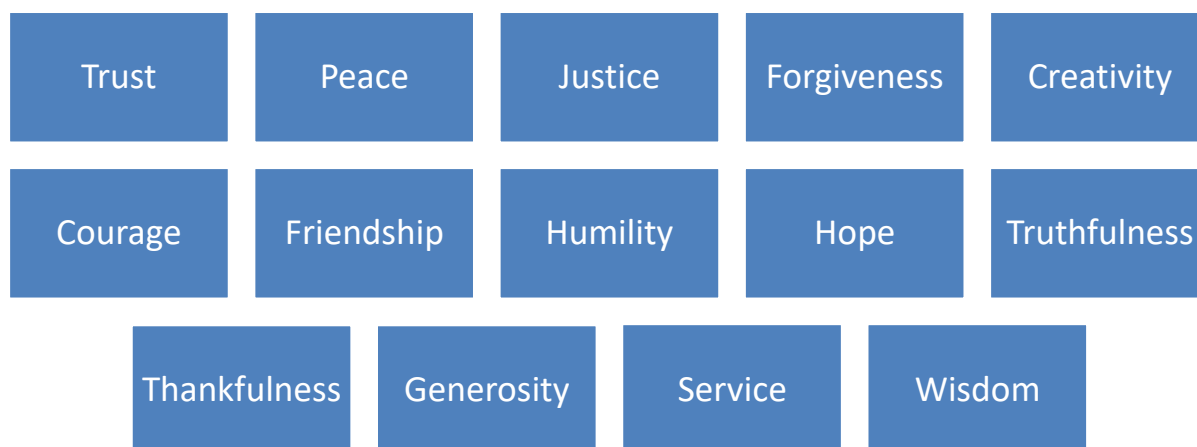 Trust
Peace
Justice
Forgiveness
Creativity
Courage
Friendship
Humility
Hope
Truthfulness
Thankfulness
Generosity
Service
Wisdom